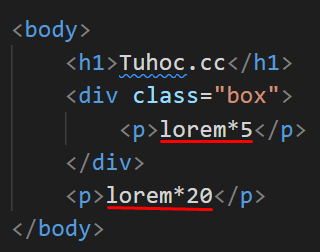 <body>
<h1>Tuhoc.cc</h1>
<div class="box">
<p>lorem*5</p>
</div>
<p>lorem*20</p>
</body>